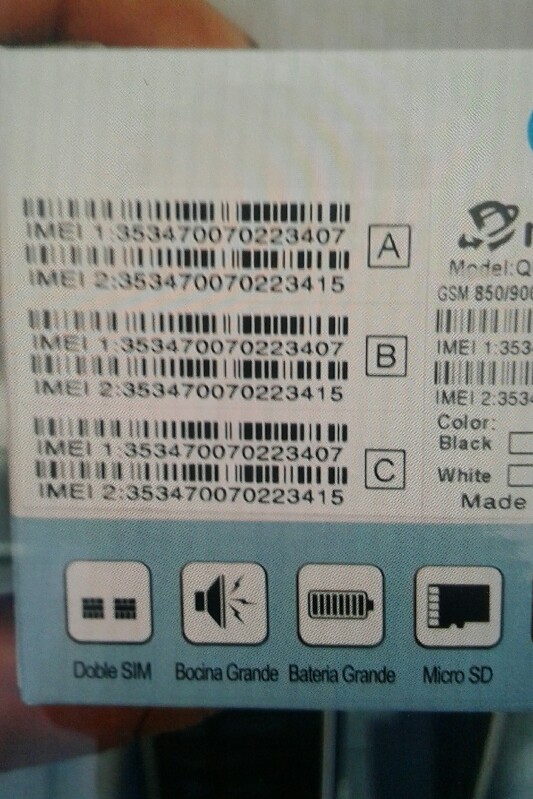 IMEI 1:353470070223407
IMEI 2:353470070223415
A
IMEI 1:353470070223407
IMEI 2:353470070223415
B
IMEI 1:353470070223407
IMEI 2:353470070223415
C
Model:Q
GSM 850/900
IMEI 1:353
IMEI 2:3534
Color:
Black
White
Made
Doble SIM
Bocina Grande
Bateria Grande
Micro SD